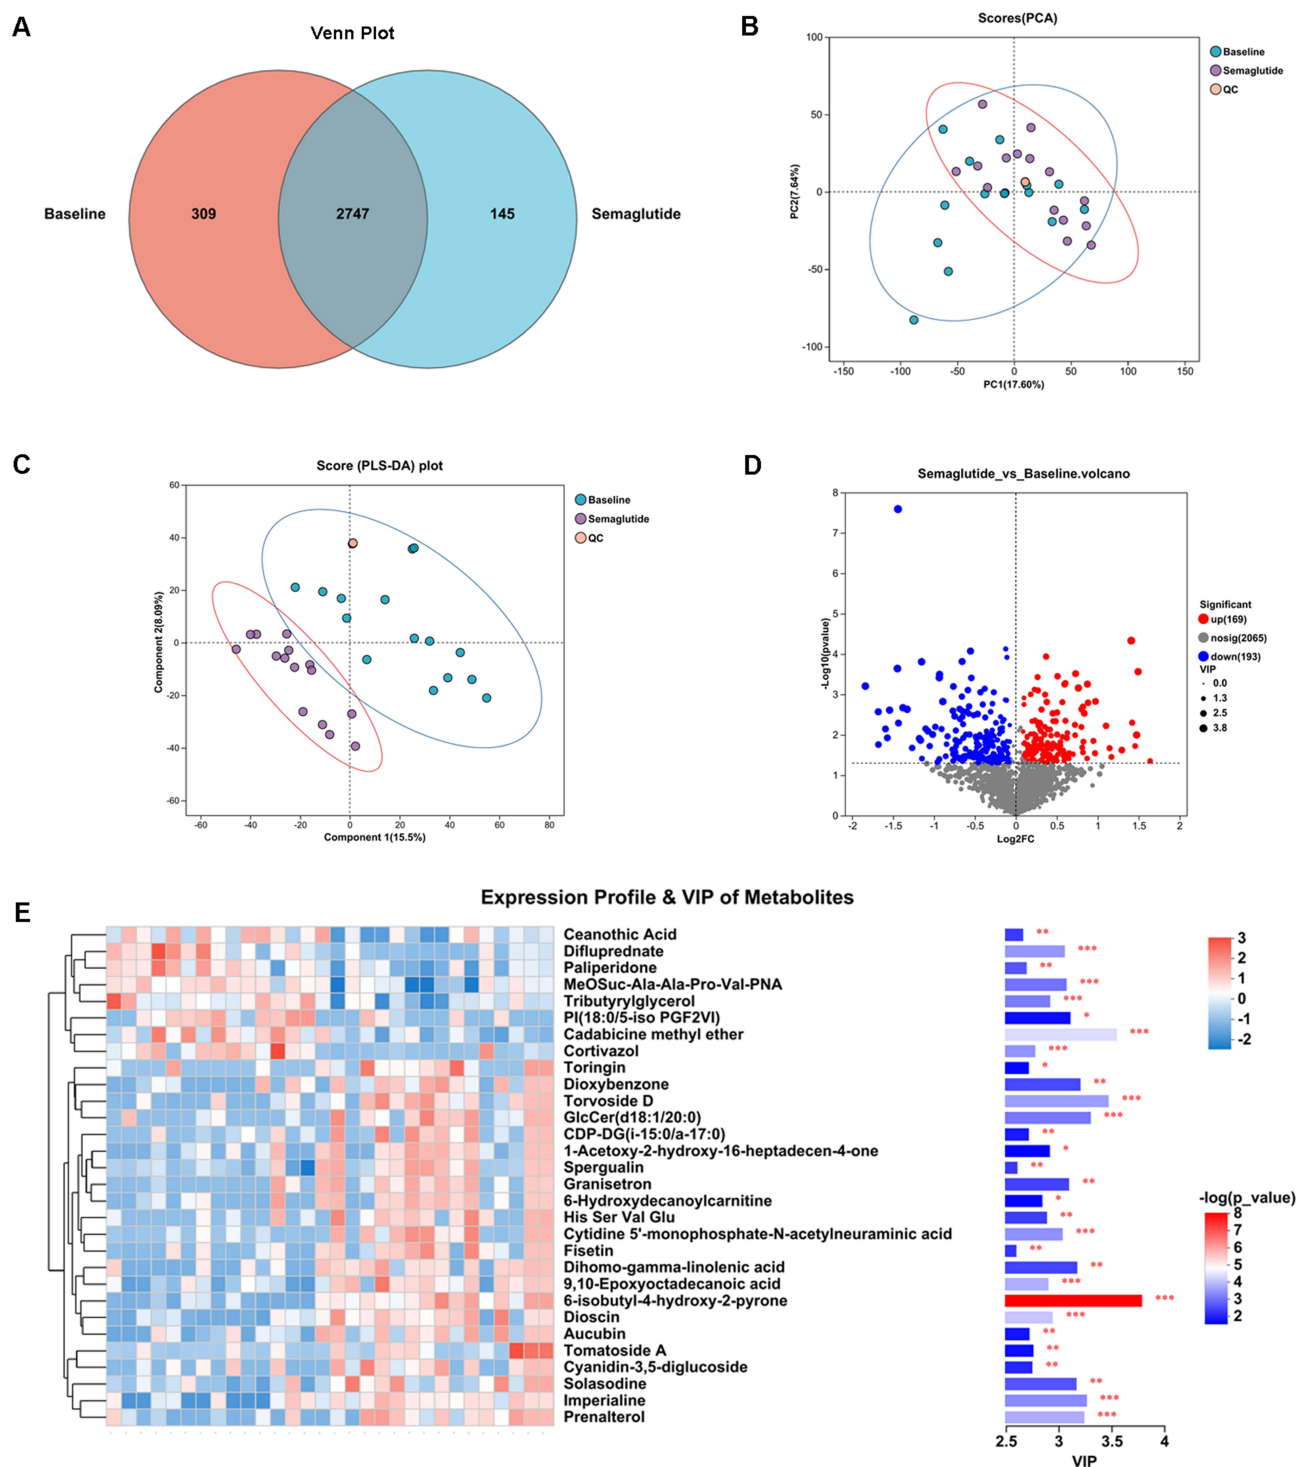 A
Venn Plot
Baseline
309
2747
145
Semaglutide
B
Scores(PCA)
100
50
0
-50
-100
PC2(7.64%)
-150
-100
-50
0
50
100
150
PC1(17.60%)
Baseline
Semaglutide
QC
C
Score (PLS-DA) plot
60
40
20
0
-20
-40
-60
Component 2(8.09%)
-60
-40
-20
0
20
40
60
80
Component 1(15.5%)
Baseline
Semaglutide
QC
D
Semaglutide_vs_Baseline.volcano
8
7
6
5
4
3
2
1
0
-Log10(pvalue)
-2
-1.5
-1
-0.5
0
0.5
1
1.5
2
Log2FC
Significant
up(169)
nosig(2065)
down(193)
VIP
0.0
1.3
2.5
3.8
E
Expression Profile & VIP of Metabolites
Ceanothic Acid **
Difluprednate ***
Paliperidone **
MeOSuc-Ala-Ala-Pro-Val-PNA ***
Tributyrylglycerol ***
PI(18:0/5-iso PGF2VI) *
Cadabicine methyl ether ***
Cortivazol ***
Toringin *
Dioxybenzone **
Torvoside D ***
GlcCer(d18:1/20:0) ***
CDP-DG(i-15:0/a-17:0) **
1-Acetoxy-2-hydroxy-16-heptadecen-4-one *
Spergualin **
Granisetron **
6-Hydroxydecanoylcarnitine *
His Ser Val Glu **
Cytidine 5'-monophosphate-N-acetylneuraminic acid ***
Fisetin **
Dihomo-gamma-linolenic acid **
9,10-Epoxyoctadecanoic acid ***
6-isobutyl-4-hydroxy-2-pyrone ***
Dioscin ***
Aucubin **
Tomatoside A **
Cyanidin-3,5-diglucoside **
Solasodine **
Imperialine ***
Prenalterol ***
2.5
3
3.5
4
VIP
3
2
1
0
-1
-2
-log(p_value)
8
7
6
5
4
3
2